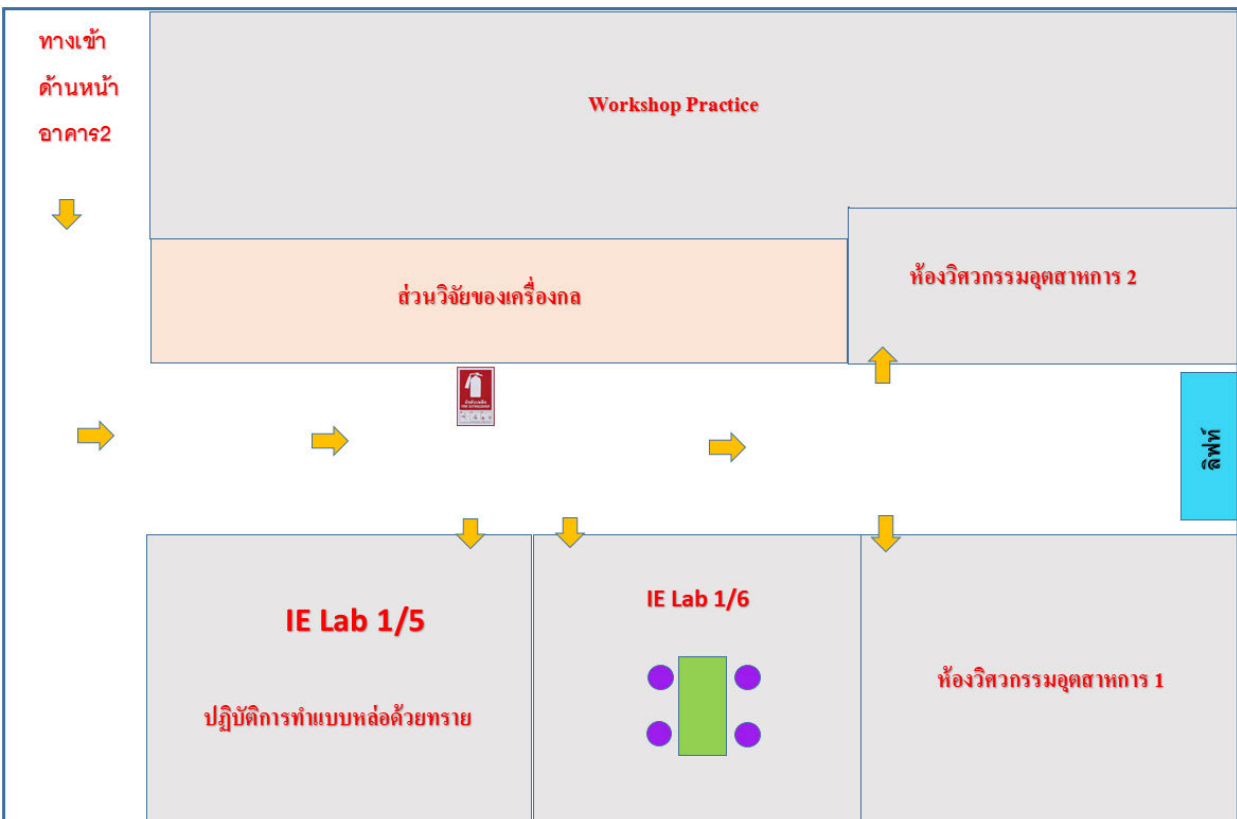 ทางเข้า
ด้านหน้า
อาคาร2
Workshop Practice
ห้องวิศวกรรมอุตสาหการ 2
ส่วนวิจัยของเครื่องกล
FIRE EXTINGUISHER
ลิฟท์
IE Lab 1/5
ปฏิบัติการทำแบบหล่อด้วยทราย
IE Lab 1/6
ห้องวิศวกรรมอุตสาหการ 1